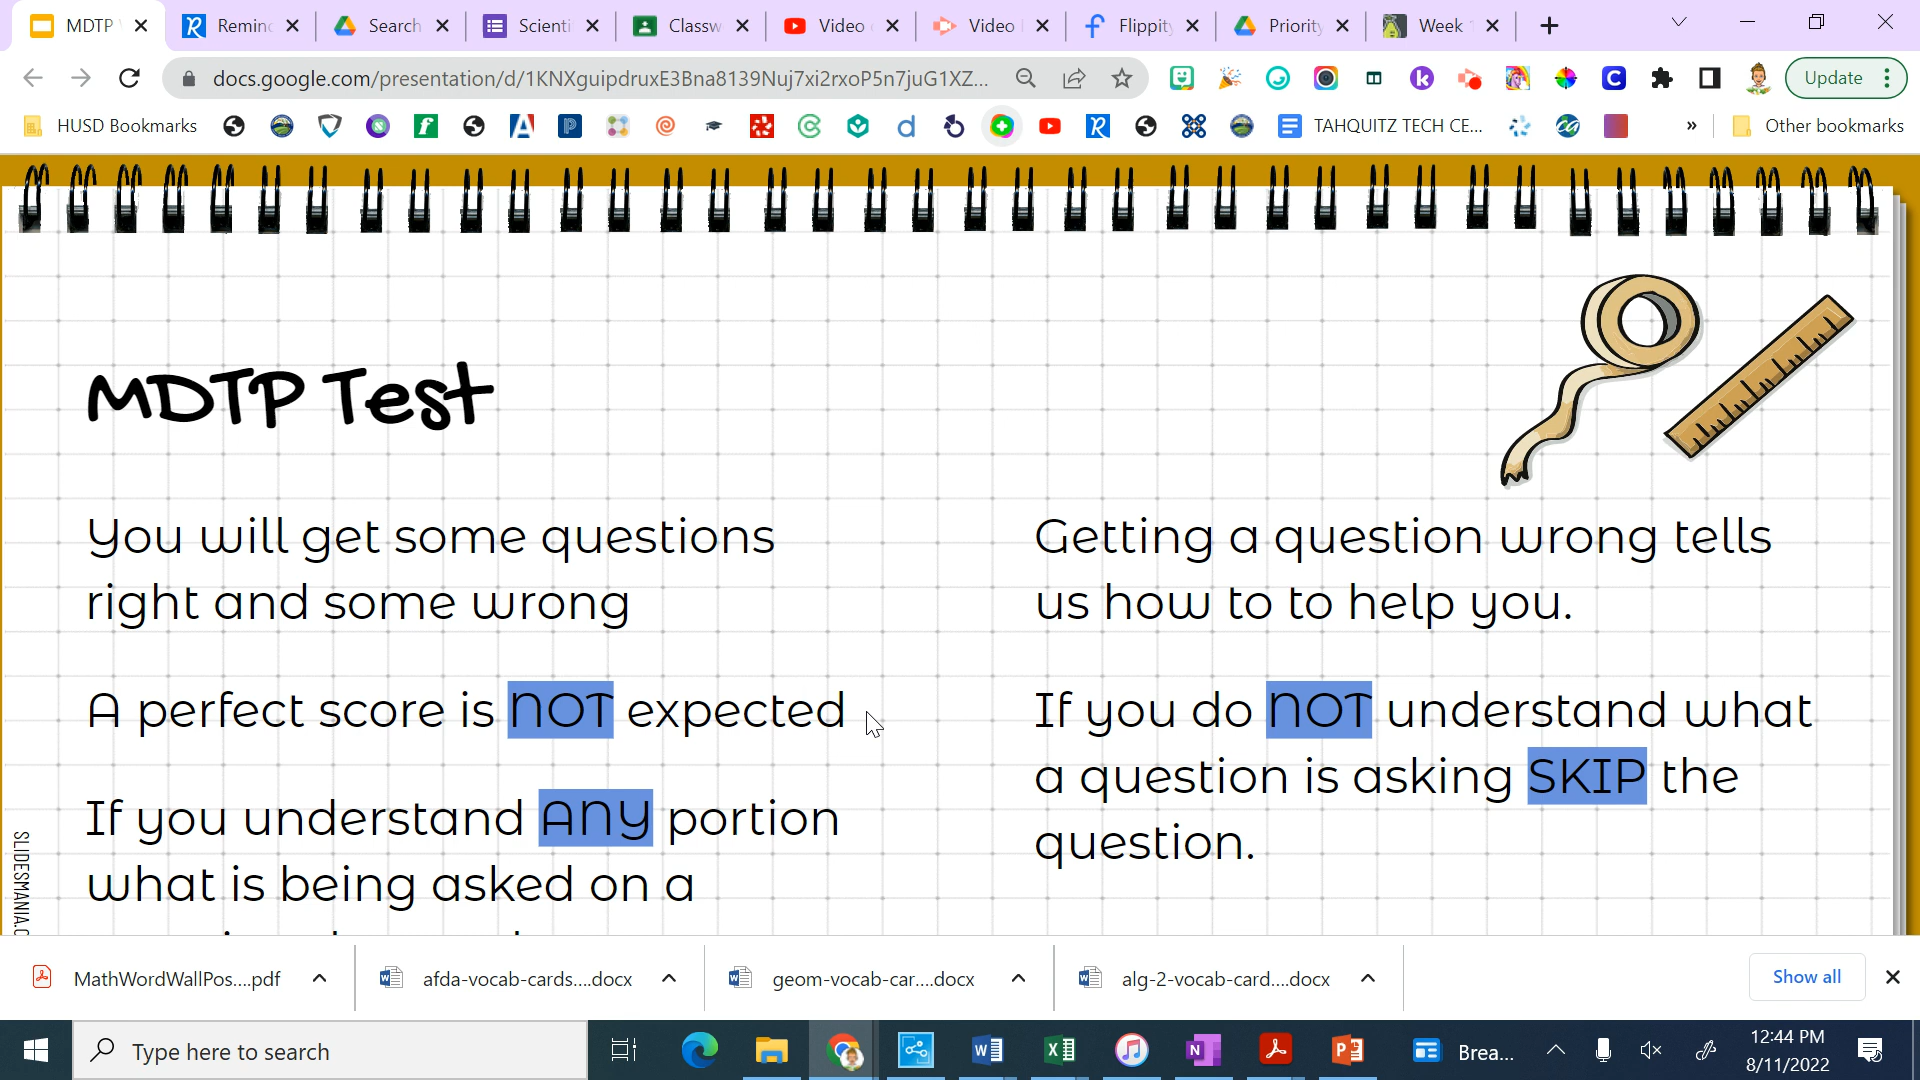 MDTP
Remind
Search
Scienti
Classw
Video
Video
Flippity
Priority
Week
docs.google.com/presentation/d/1KNXguipdruxE3Bna8139Nuj7xi2rxoP5n7juG1XZ...
Update
HUSD Bookmarks
TAHQUITZ TECH CE...
»
Other bookmarks
MDTP Test
You will get some questions
right and some wrong
A perfect score is NOT expected
If you understand ANY portion
what is being asked on a
Getting a question wrong tells
us how to to help you.
If you do NOT understand what
a question is asking SKIP the
question.
SLIDESMANIA.C
MathWordWallPos....pdf
afda-vocab-cards....docx
geom-vocab-car....docx
alg-2-vocab-card....docx
Show all
Type here to search
Brea...
12:44 PM
8/11/2022